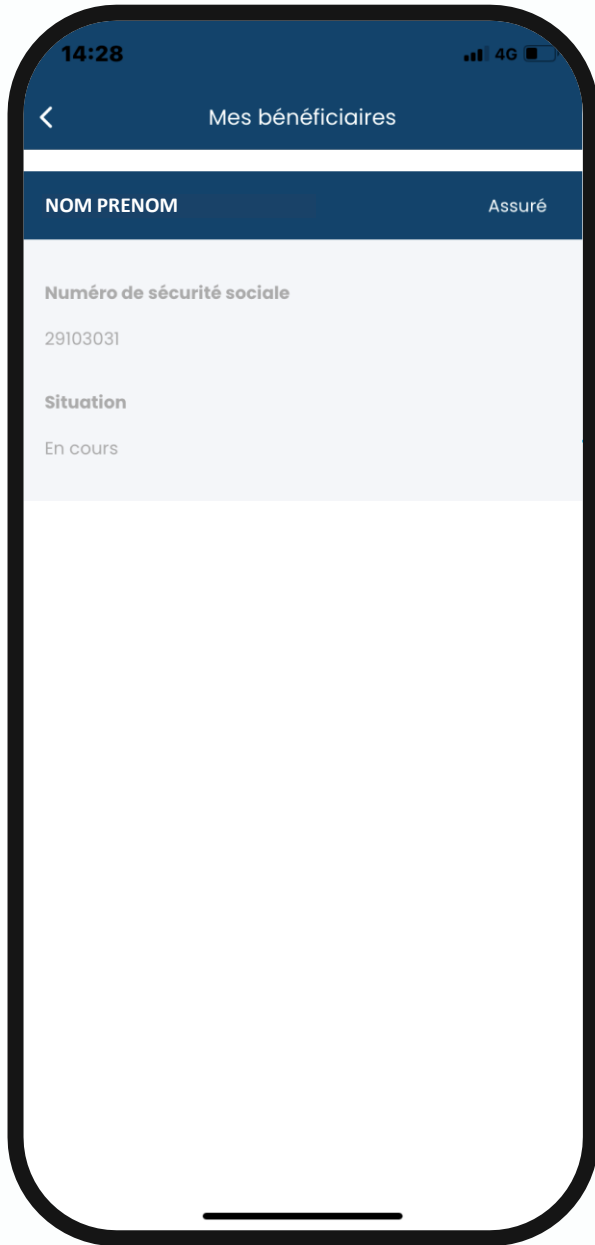 14:28 4G
Mes bénéficiaires
NOM PRENOM Assuré
Numéro de sécurité sociale
29103031
Situation
En cours